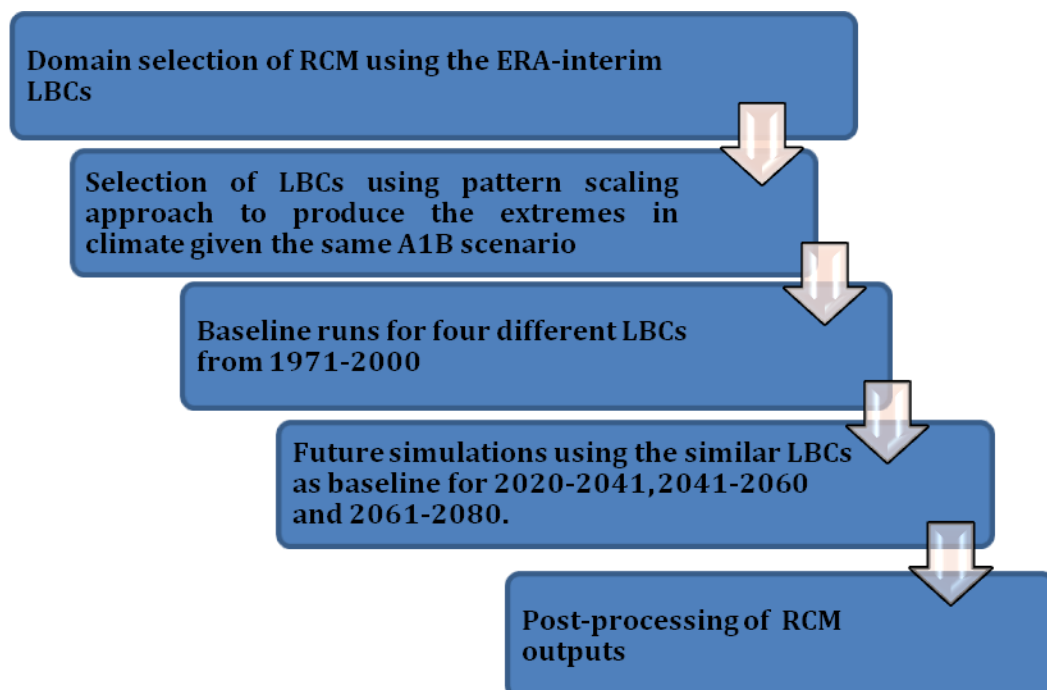 Domain selection of RCM using the ERA-interim
LBCs
Selection of LBCs using pattern scaling
approach to produce the extremes in
climate given the same A1B scenario
Baseline runs for four different LBCs
from 1971-2000
Future simulations using the similar LBCs
as baseline for 2020-2041, 2041-2060
and 2061-2080.
Post-processing of RCM
outputs